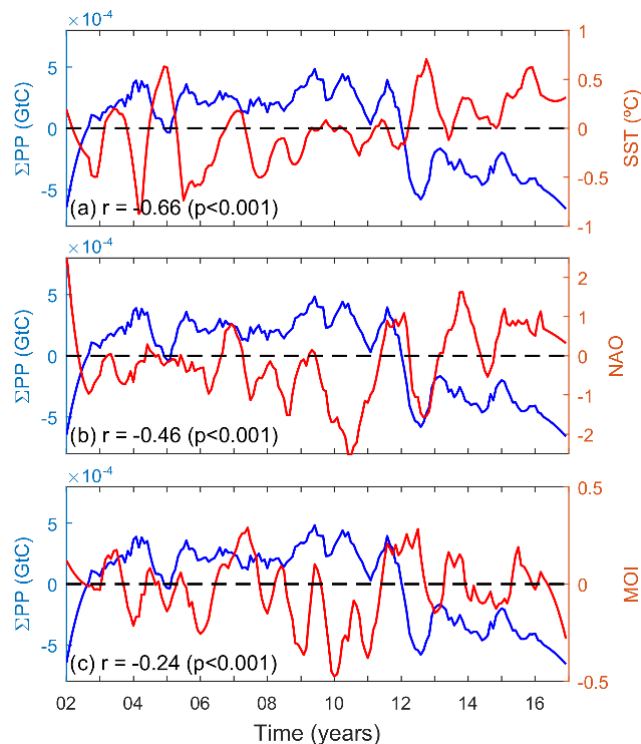 ×10⁻⁴
5
0
-5
ΣPP (GtC)
1
0.5
0
-0.5
-1
SST (ºC)
(a) r = -0.66 (p<0.001)
×10⁻⁴
5
0
-5
ΣPP (GtC)
2
1
0
-1
-2
NAO
(b) r = -0.46 (p<0.001)
×10⁻⁴
5
0
-5
ΣPP (GtC)
0.5
0
-0.5
MOI
(c) r = -0.24 (p<0.001)
02 04 06 08 10 12 14 16
Time (years)